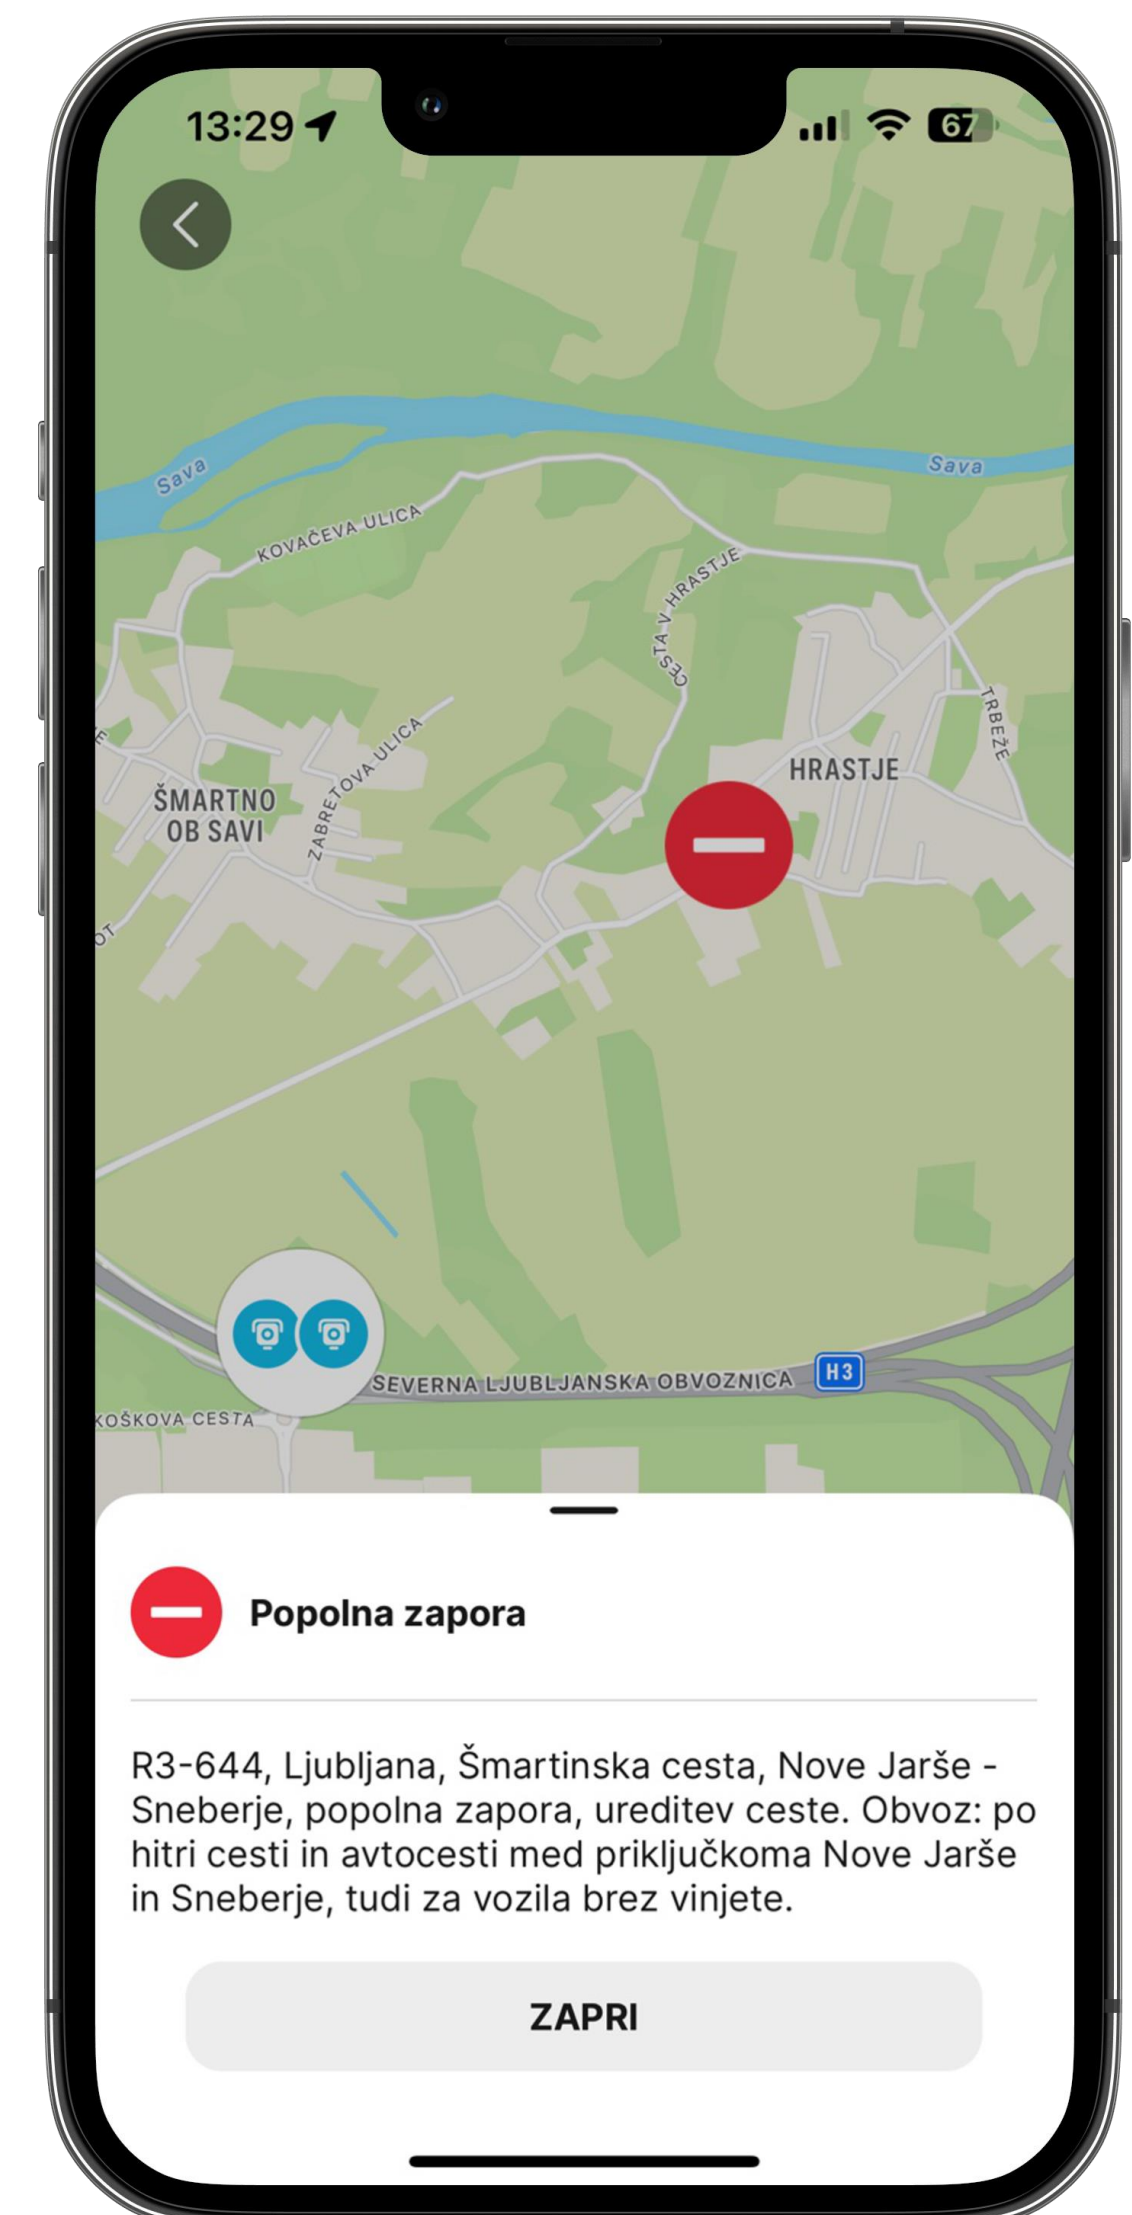 13:29
67
Sava
Sava
KOVAČEVA ULICA
CESTA V HRASTJE
TRBEŽE
HRASTJE
ZABRETOVA ULICA
ŠMARTNO
OB SAVI
SEVERNA LJUBLJANSKA OBVOZNICA
H3
KOŠKOVA CESTA
Popolna zapora
R3-644, Ljubljana, Šmartinska cesta, Nove Jarše -
Sneberje, popolna zapora, ureditev ceste. Obvoz: po
hitri cesti in avtocesti med priključkoma Nove Jarše
in Sneberje, tudi za vozila brez vinjete.
ZAPRI